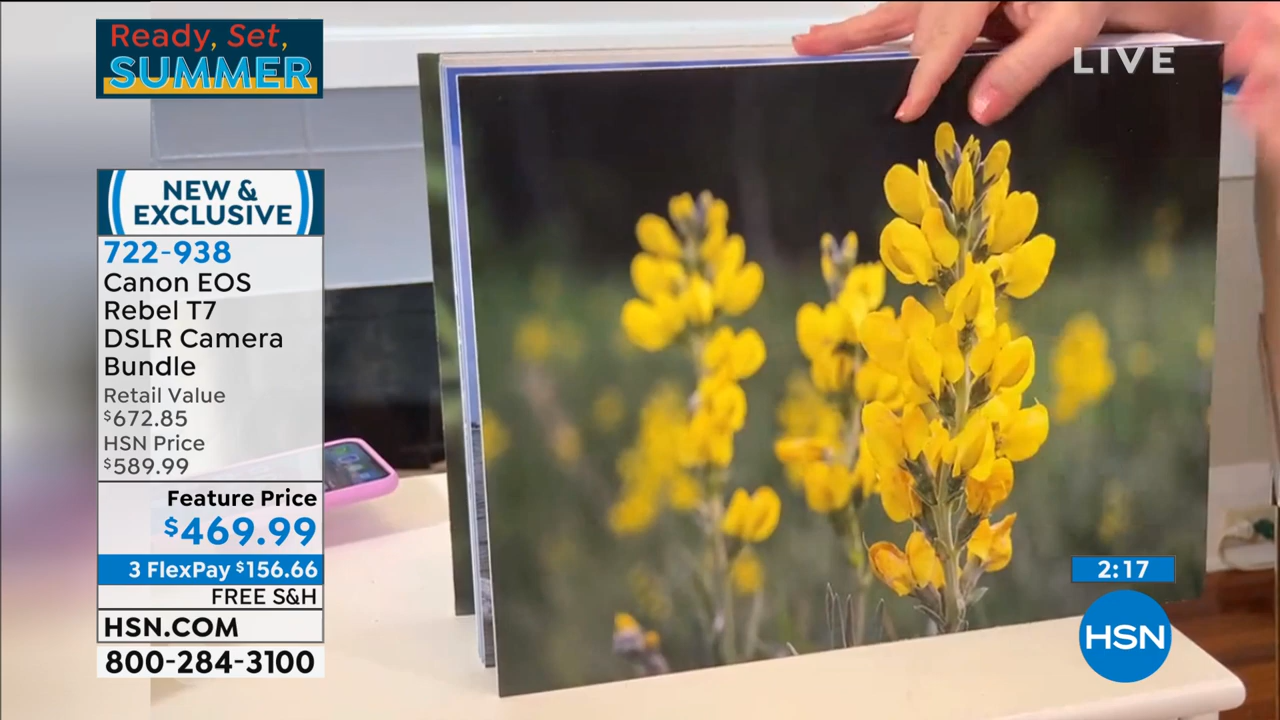 Ready, Set,
SUMMER
LIVE
NEW &
EXCLUSIVE
722-938
Canon EOS
Rebel T7
DSLR Camera
Bundle
Retail Value
$672.85
HSN Price
$589.99
Feature Price
$469.99
3 FlexPay $156.66
FREE S&H
HSN.COM
800-284-3100
2:17
HSN